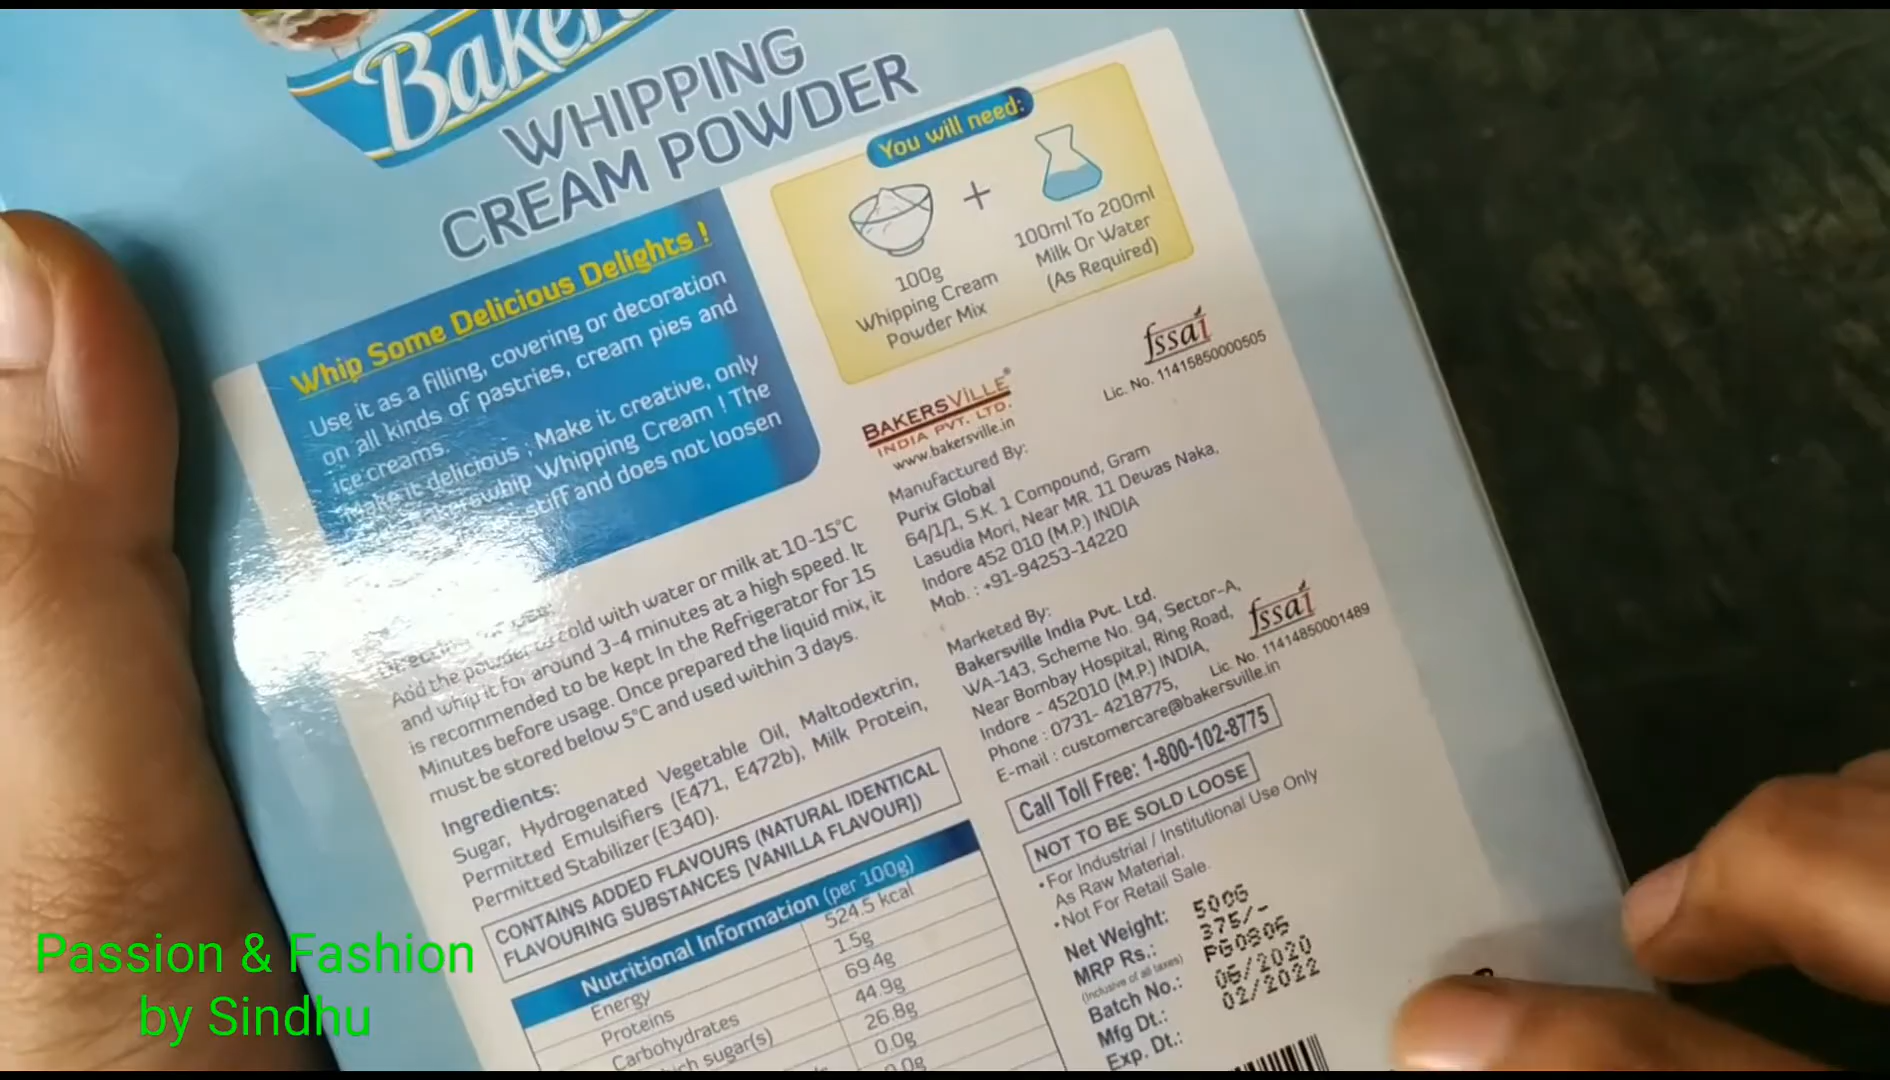 WHIPPING
CREAM POWDER
Whip Some Delicious Delights !
Use it as a filling, covering or decoration
on all kinds of pastries, cream pies and
ice creams.
Make it delicious ; Make it creative, only
Whipping Cream ! The
stiff and does not loosen
Add the powder to cold with water or milk at 10-15°C
and whip it for around 3-4 minutes at a high speed. It
is recommended to be kept In the Refrigerator for 15
Minutes before usage. Once prepared the liquid mix, it
must be stored below 5°C and used within 3 days.
Ingredients:
Sugar, Hydrogenated Vegetable Oil, Maltodextrin,
Permitted Emulsifiers (E471, E472b), Milk Protein,
Permitted Stabilizer (E340).
CONTAINS ADDED FLAVOURS (NATURAL IDENTICAL
FLAVOURING SUBSTANCES [VANILLA FLAVOUR])
Nutritional Information (per 100g)
Energy 524.5 kcal
Proteins 1.5g
Carbohydrates 69.4g
sugar(s) 44.9g
26.8g
0.0g
You will need:
100g
Whipping Cream
Powder Mix
+
100ml To 200ml
Milk Or Water
(As Required)
fssai
Lic. No. 11415850000505
BAKERSVILLE®
INDIA PVT. LTD.
www.bakersville.in
Manufactured By:
Purix Global
64/1/1, S.K. 1 Compound, Gram
Lasudia Mori, Near MR. 11 Dewas Naka,
Indore 452 010 (M.P.) INDIA
Mob. : +91-94253-14220
Marketed By:
Bakersville India Pvt. Ltd.
WA-143, Scheme No. 94, Sector-A,
Near Bombay Hospital, Ring Road,
Indore - 452010 (M.P.) INDIA,
Phone : 0731- 4218775,
E-mail : customercare@bakersville.in
fssai
Lic. No. 11414850001489
Call Toll Free: 1-800-102-8775
NOT TO BE SOLD LOOSE
•For Industrial / Institutional Use Only
As Raw Material.
•Not For Retail Sale.
Net Weight: 500G
MRP Rs.: 375/-
(Inclusive of all taxes)
Batch No.: PG0806
Mfg Dt.: 06/2020
Exp. Dt.: 02/2022
Passion & Fashion
by Sindhu